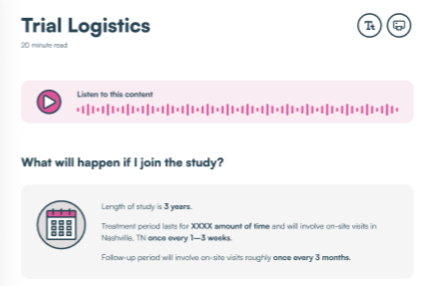 Trial Logistics
Tt
20 minute read
Listen to this content
What will happen if I join the study?
Length of study is 3 years.
Treatment period lasts for XXXX amount of time and will involve on-site visits in
Nashville, TN once every 1–3 weeks.
Follow-up period will involve on-site visits roughly once every 3 months.